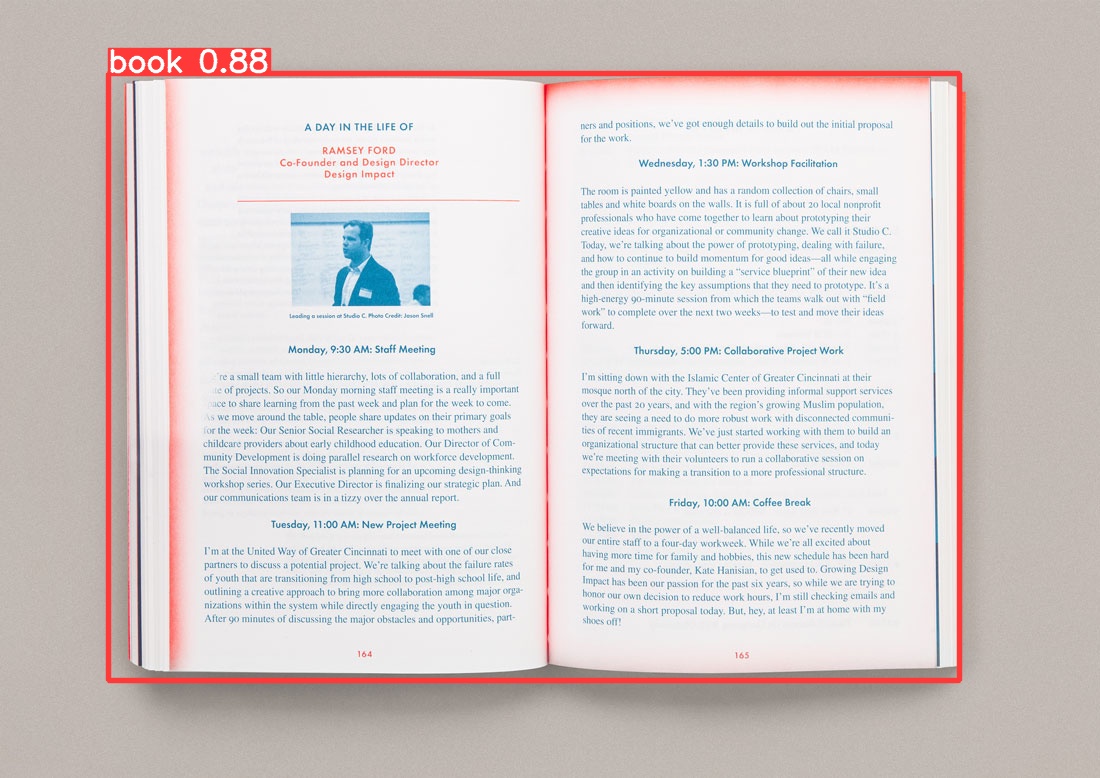 book 0.88
A DAY IN THE LIFE OF
RAMSEY FORD
Co-Founder and Design Director
Design Impact
Leading a session at Studio C. Photo Credit: Jason Snell
Monday, 9:30 AM: Staff Meeting
're a small team with little hierarchy, lots of collaboration, and a full
of projects. So our Monday morning staff meeting is a really important
to share learning from the past week and plan for the week to come.
As we move around the table, people share updates on their primary goals
for the week: Our Senior Social Researcher is speaking to mothers and
childcare providers about early childhood education. Our Director of Com-
munity Development is doing parallel research on workforce development.
The Social Innovation Specialist is planning for an upcoming design-thinking
workshop series. Our Executive Director is finalizing our strategic plan. And
our communications team is in a tizzy over the annual report.
Tuesday, 11:00 AM: New Project Meeting
I'm at the United Way of Greater Cincinnati to meet with one of our close
partners to discuss a potential project. We're talking about the failure rates
of youth that are transitioning from high school to post-high school life, and
outlining a creative approach to bring more collaboration among major orga-
nizations within the system while directly engaging the youth in question.
After 90 minutes of discussing the major obstacles and opportunities, part-
164
ners and positions, we've got enough details to build out the initial proposal
for the work.
Wednesday, 1:30 PM: Workshop Facilitation
The room is painted yellow and has a random collection of chairs, small
tables and white boards on the walls. It is full of about 20 local nonprofit
professionals who have come together to learn about prototyping their
creative ideas for organizational or community change. We call it Studio C.
Today, we're talking about the power of prototyping, dealing with failure,
and how to continue to build momentum for good ideas—all while engaging
the group in an activity on building a "service blueprint" of their new idea
and then identifying the key assumptions that they need to prototype. It's a
high-energy 90-minute session from which the teams walk out with "field
work" to complete over the next two weeks—to test and move their ideas
forward.
Thursday, 5:00 PM: Collaborative Project Work
I'm sitting down with the Islamic Center of Greater Cincinnati at their
mosque north of the city. They've been providing informal support services
over the past 20 years, and with the region's growing Muslim population,
they are seeing a need to do more robust work with disconnected communi-
ties of recent immigrants. We've just started working with them to build an
organizational structure that can better provide these services, and today
we're meeting with their volunteers to run a collaborative session on
expectations for making a transition to a more professional structure.
Friday, 10:00 AM: Coffee Break
We believe in the power of a well-balanced life, so we've recently moved
our entire staff to a four-day workweek. While we're all excited about
having more time for family and hobbies, this new schedule has been hard
for me and my co-founder, Kate Hanisian, to get used to. Growing Design
Impact has been our passion for the past six years, so while we are trying to
honor our own decision to reduce work hours, I'm still checking emails and
working on a short proposal today. But, hey, at least I'm at home with my
shoes off!
165